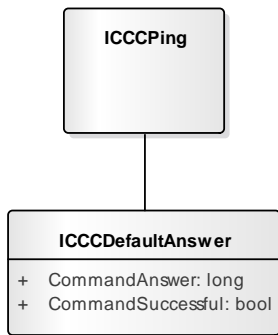 ICCCPing
ICCCDefaultAnswer
+ CommandAnswer: long
+ CommandSuccessful: bool